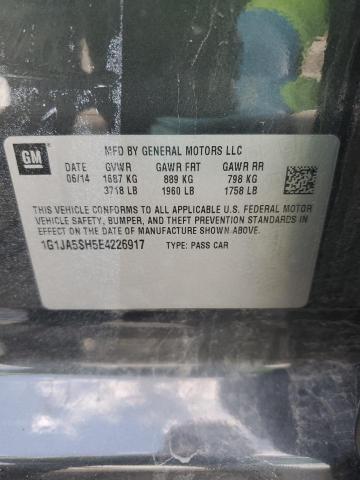 GM
MFD BY GENERAL MOTORS LLC
DATE GVWR GAWR FRT GAWR RR
06/14 1687 KG 889 KG 798 KG
3718 LB 1960 LB 1758 LB
THIS VEHICLE CONFORMS TO ALL APPLICABLE U.S. FEDERAL MOTOR
VEHICLE SAFETY, BUMPER, AND THEFT PREVENTION STANDARDS
IN EFFECT ON THE DATE OF MANUFACTURE SHOWN ABOVE.
1G1JA5SH5E4226917 TYPE: PASS CAR